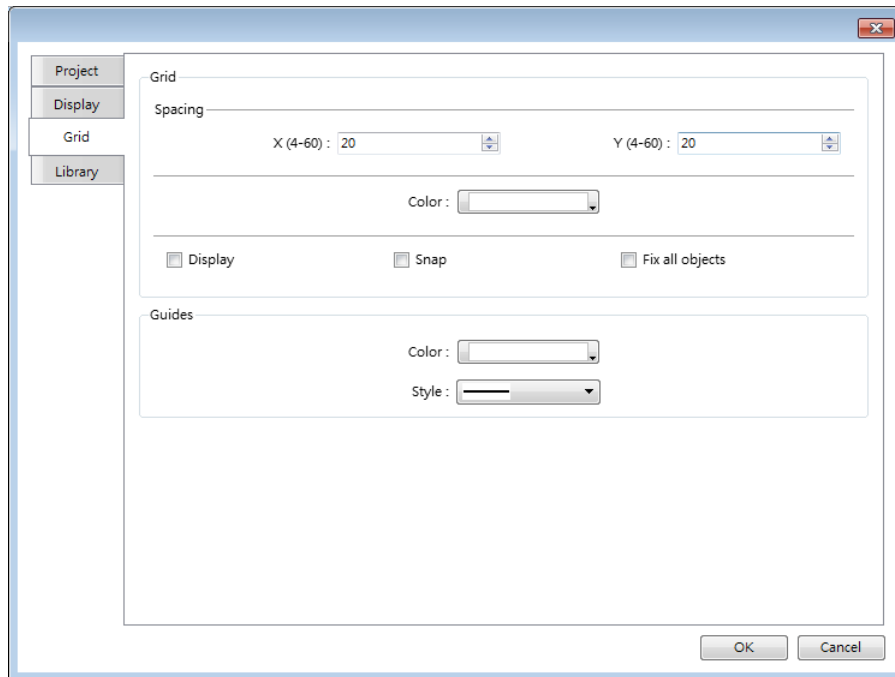 Project
Display
Grid
Library
Grid
Spacing
X (4-60) : 20 Y (4-60) : 20
Color :
Display Snap Fix all objects
Guides
Color :
Style :
OK Cancel